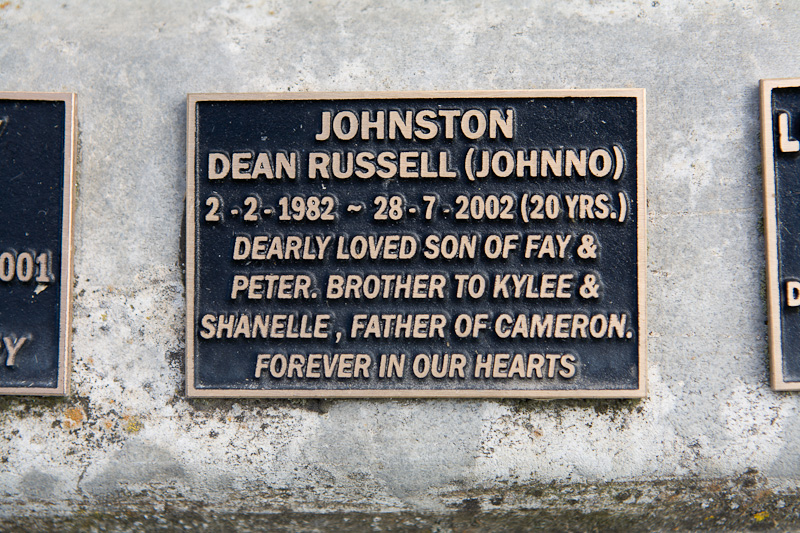 JOHNSTON
DEAN RUSSELL (JOHNNO)
2 - 2 - 1982 ~ 28 - 7 - 2002 (20 YRS.)
DEARLY LOVED SON OF FAY &
PETER. BROTHER TO KYLEE &
SHANELLE , FATHER OF CAMERON.
FOREVER IN OUR HEARTS
001
L
D